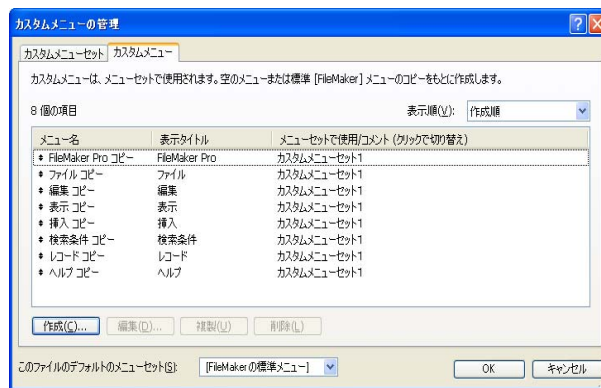 カスタムメニューの管理
カスタムメニューセット カスタムメニュー
カスタムメニューは、メニューセットで使用されます。空のメニューまたは標準 [FileMaker] メニューのコピーをもとに作成します。
8 個の項目 表示順(V): 作成順
メニュー名 表示タイトル メニューセットで使用/コメント (クリックで切り替え)
FileMaker Pro コピー FileMaker Pro カスタムメニューセット1
ファイル コピー ファイル カスタムメニューセット1
編集 コピー 編集 カスタムメニューセット1
表示 コピー 表示 カスタムメニューセット1
挿入 コピー 挿入 カスタムメニューセット1
検索条件 コピー 検索条件 カスタムメニューセット1
レコード コピー レコード カスタムメニューセット1
ヘルプ コピー ヘルプ カスタムメニューセット1
作成(C)... 編集(D)... 複製(U) 削除(L)
このファイルのデフォルトのメニューセット(S): [FileMakerの標準メニュー] OK キャンセル